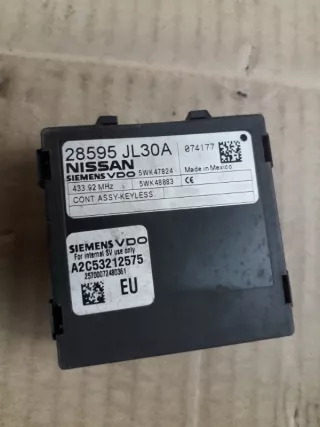 28595 JL30A
NISSAN
SIEMENS VDO 5WK47824
433.92 MHz 5WK48883
CONT ASSY-KEYLESS
074177
Made in Mexico
CE
SIEMENS VDO
For internal SV use only
A2C53212575
25700072480361
EU